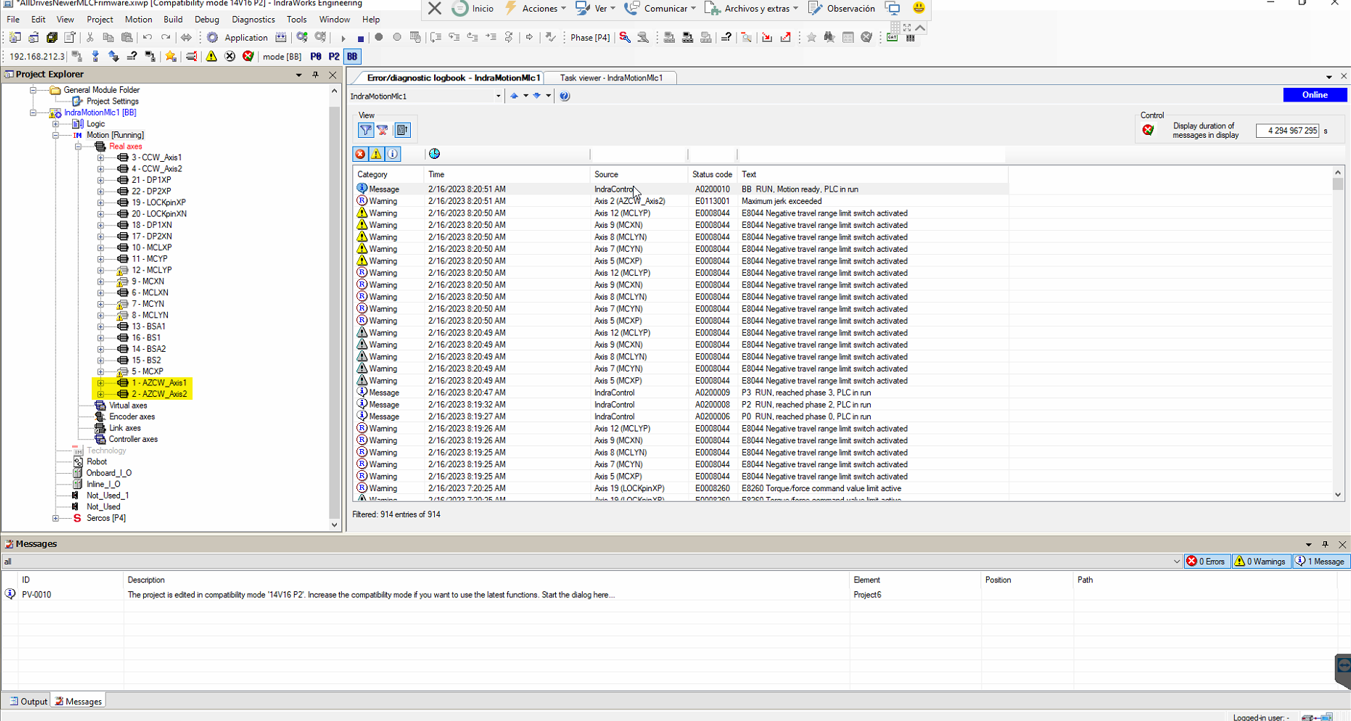 *AllDrivesNewerMLCFrimware.xiwp [Compatibility mode 14V16 P2] - IndraWorks Engineering
Inicio Acciones Ver Comunicar Archivos y extras Observación
File Edit View Project Motion Build Debug Diagnostics Tools Window Help
Application Phase [P4]
192.168.212.3 mode [BB] P0 P2 BB
Project Explorer
General Module Folder
Project Settings
IndraMotionMlc1 [BB]
Logic
Motion [Running]
Real axes
3 - CCW_Axis1
4 - CCW_Axis2
21 - DP1XP
22 - DP2XP
19 - LOCKpinXP
20 - LOCKpinXN
18 - DP1XN
17 - DP2XN
10 - MCLXP
11 - MCYP
12 - MCLYP
9 - MCXN
6 - MCLXN
7 - MCYN
8 - MCLYN
13 - BSA1
16 - BS1
14 - BSA2
15 - BS2
5 - MCXP
1 - AZCW_Axis1
2 - AZCW_Axis2
Virtual axes
Encoder axes
Link axes
Controller axes
Technology
Robot
Onboard_I_O
Inline_I_O
Not_Used_1
Not_Used
Sercos [P4]
Error/diagnostic logbook - IndraMotionMlc1 Task viewer - IndraMotionMlc1
IndraMotionMlc1
Online
View
Control
Display duration of messages in display 4 294 967 295 s
Category Time Source Status code Text
Message 2/16/2023 8:20:51 AM IndraControl A0200010 BB RUN, Motion ready, PLC in run
Warning 2/16/2023 8:20:51 AM Axis 2 (AZCW_Axis2) E0113001 Maximum jerk exceeded
Warning 2/16/2023 8:20:50 AM Axis 12 (MCLYP) E0008044 E8044 Negative travel range limit switch activated
Warning 2/16/2023 8:20:50 AM Axis 9 (MCXN) E0008044 E8044 Negative travel range limit switch activated
Warning 2/16/2023 8:20:50 AM Axis 8 (MCLYN) E0008044 E8044 Negative travel range limit switch activated
Warning 2/16/2023 8:20:50 AM Axis 7 (MCYN) E0008044 E8044 Negative travel range limit switch activated
Warning 2/16/2023 8:20:50 AM Axis 5 (MCXP) E0008044 E8044 Negative travel range limit switch activated
Warning 2/16/2023 8:20:50 AM Axis 12 (MCLYP) E0008044 E8044 Negative travel range limit switch activated
Warning 2/16/2023 8:20:50 AM Axis 9 (MCXN) E0008044 E8044 Negative travel range limit switch activated
Warning 2/16/2023 8:20:50 AM Axis 8 (MCLYN) E0008044 E8044 Negative travel range limit switch activated
Warning 2/16/2023 8:20:50 AM Axis 7 (MCYN) E0008044 E8044 Negative travel range limit switch activated
Warning 2/16/2023 8:20:50 AM Axis 5 (MCXP) E0008044 E8044 Negative travel range limit switch activated
Warning 2/16/2023 8:20:49 AM Axis 12 (MCLYP) E0008044 E8044 Negative travel range limit switch activated
Warning 2/16/2023 8:20:49 AM Axis 9 (MCXN) E0008044 E8044 Negative travel range limit switch activated
Warning 2/16/2023 8:20:49 AM Axis 8 (MCLYN) E0008044 E8044 Negative travel range limit switch activated
Warning 2/16/2023 8:20:49 AM Axis 7 (MCYN) E0008044 E8044 Negative travel range limit switch activated
Warning 2/16/2023 8:20:49 AM Axis 5 (MCXP) E0008044 E8044 Negative travel range limit switch activated
Message 2/16/2023 8:20:47 AM IndraControl A0200009 P3 RUN, reached phase 3, PLC in run
Message 2/16/2023 8:19:32 AM IndraControl A0200008 P2 RUN, reached phase 2, PLC in run
Message 2/16/2023 8:19:27 AM IndraControl A0200006 P0 RUN, reached phase 0, PLC in run
Warning 2/16/2023 8:19:26 AM Axis 12 (MCLYP) E0008044 E8044 Negative travel range limit switch activated
Warning 2/16/2023 8:19:26 AM Axis 9 (MCXN) E0008044 E8044 Negative travel range limit switch activated
Warning 2/16/2023 8:19:25 AM Axis 8 (MCLYN) E0008044 E8044 Negative travel range limit switch activated
Warning 2/16/2023 8:19:25 AM Axis 7 (MCYN) E0008044 E8044 Negative travel range limit switch activated
Warning 2/16/2023 8:19:25 AM Axis 5 (MCXP) E0008044 E8044 Negative travel range limit switch activated
Warning 2/16/2023 7:20:25 AM Axis 19 (LOCKpinXP) E0008260 E8260 Torque/force command value limit active
Warning 2/16/2023 7:20:25 AM Axis 19 (LOCKpinXP) E0008260 E8260 Torque/force command value limit active
Filtered: 914 entries of 914
Messages
all 0 Errors 0 Warnings 1 Message
ID Description Element Position Path
PV-0010 The project is edited in compatibility mode '14V16 P2'. Increase the compatibility mode if you want to use the latest functions. Start the dialog here... Project6
Output Messages
Logged-in user: -